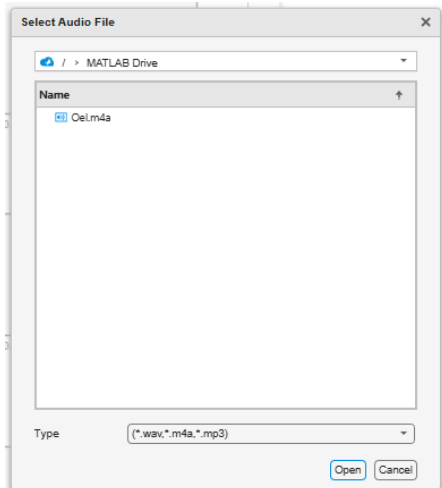 Select Audio File
/ > MATLAB Drive
Name
Oel.m4a
Type (*.wav,*.m4a,*.mp3)
Open Cancel